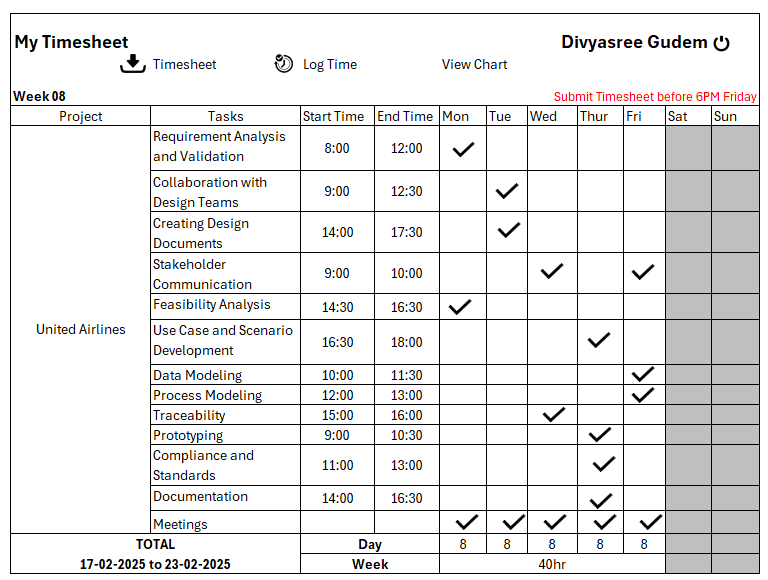 My Timesheet
Divyasree Gudem
Timesheet
Log Time
View Chart
Week 08
Submit Timesheet before 6PM Friday
Project Tasks Start Time End Time Mon Tue Wed Thur Fri Sat Sun
United Airlines
Requirement Analysis
and Validation
8:00 12:00
Collaboration with
Design Teams
9:00 12:30
Creating Design
Documents
14:00 17:30
Stakeholder
Communication
9:00 10:00
Feasibility Analysis 14:30 16:30
Use Case and Scenario
Development
16:30 18:00
Data Modeling 10:00 11:30
Process Modeling 12:00 13:00
Traceability 15:00 16:00
Prototyping 9:00 10:30
Compliance and
Standards
11:00 13:00
Documentation 14:00 16:30
Meetings
TOTAL Day 8 8 8 8 8
17-02-2025 to 23-02-2025 Week 40hr